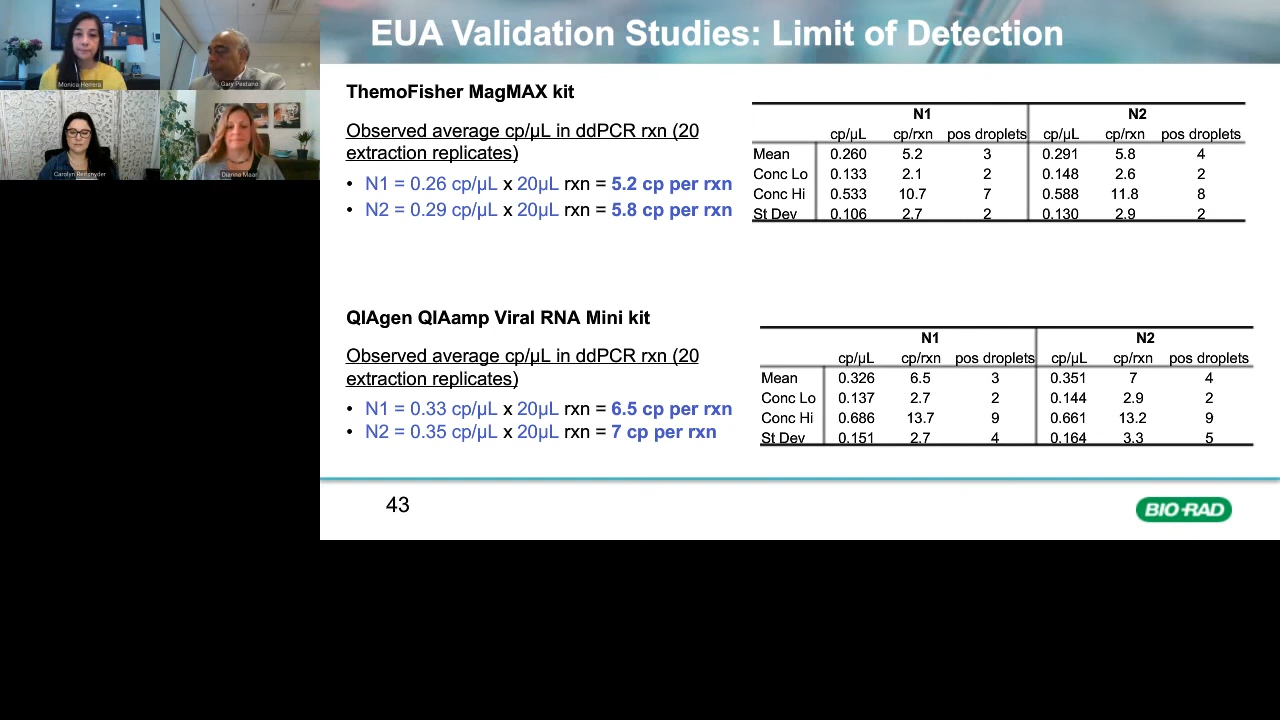 Monica Herrera
Gary Pestano
Carolyn Reifsnyder
Dianna Maar
EUA Validation Studies: Limit of Detection
ThemoFisher MagMAX kit
Observed average cp/µL in ddPCR rxn (20
extraction replicates)
• N1 = 0.26 cp/µL x 20µL rxn = 5.2 cp per rxn
• N2 = 0.29 cp/µL x 20µL rxn = 5.8 cp per rxn
N1 N2
cp/µL cp/rxn pos droplets cp/µL cp/rxn pos droplets
Mean 0.260 5.2 3 0.291 5.8 4
Conc Lo 0.133 2.1 2 0.148 2.6 2
Conc Hi 0.533 10.7 7 0.588 11.8 8
St Dev 0.106 2.7 2 0.130 2.9 2
QIAgen QIAamp Viral RNA Mini kit
Observed average cp/µL in ddPCR rxn (20
extraction replicates)
• N1 = 0.33 cp/µL x 20µL rxn = 6.5 cp per rxn
• N2 = 0.35 cp/µL x 20µL rxn = 7 cp per rxn
N1 N2
cp/µL cp/rxn pos droplets cp/µL cp/rxn pos droplets
Mean 0.326 6.5 3 0.351 7 4
Conc Lo 0.137 2.7 2 0.144 2.9 2
Conc Hi 0.686 13.7 9 0.661 13.2 9
St Dev 0.151 2.7 4 0.164 3.3 5
43
BIO-RAD